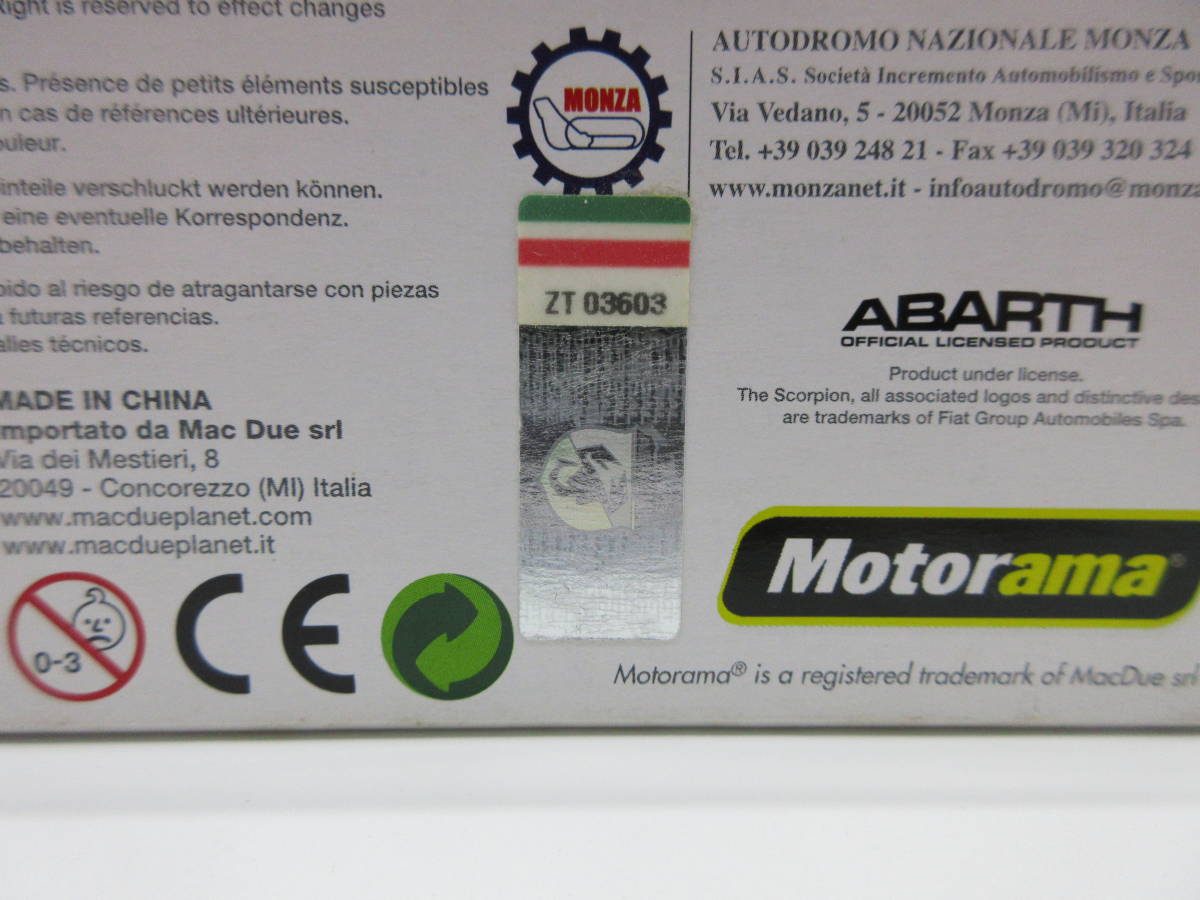 Right is reserved to effect changes
s. Présence de petits éléments susceptibles
n cas de références ultérieures.
ouleur.
inteile verschluckt werden können.
eine eventuelle Korrespondenz.
behalten.
bido al riesgo de atragantarse con piezas
a futuras referencias.
alles técnicos.
MADE IN CHINA
Importato da Mac Due srl
Via dei Mestieri, 8
20049 - Concorezzo (MI) Italia
www.macdueplanet.com
www.macdueplanet.it
0-3
CE
MONZA
ZT 03603
AUTODROMO NAZIONALE MONZA
S.I.A.S. Società Incremento Automobilismo e Spor
Via Vedano, 5 - 20052 Monza (Mi), Italia
Tel. +39 039 248 21 - Fax +39 039 320 324
www.monzanet.it - infoautodromo@monza
ABARTH
OFFICIAL LICENSED PRODUCT
Product under license.
The Scorpion, all associated logos and distinctive des
are trademarks of Fiat Group Automobiles Spa.
Motorama®
Motorama® is a registered trademark of MacDue srl